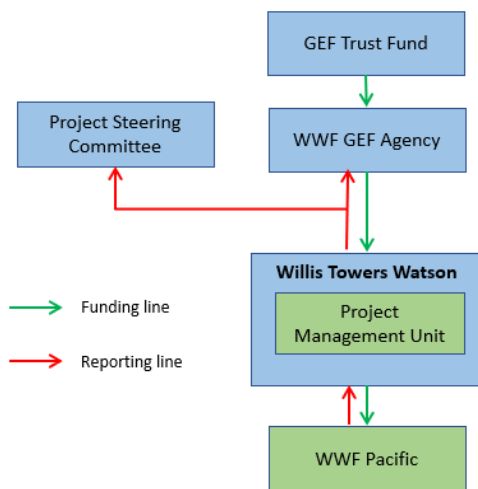 GEF Trust Fund
Project Steering
Committee
WWF GEF Agency
Willis Towers Watson
Project
Management Unit
Funding line
Reporting line
WWF Pacific